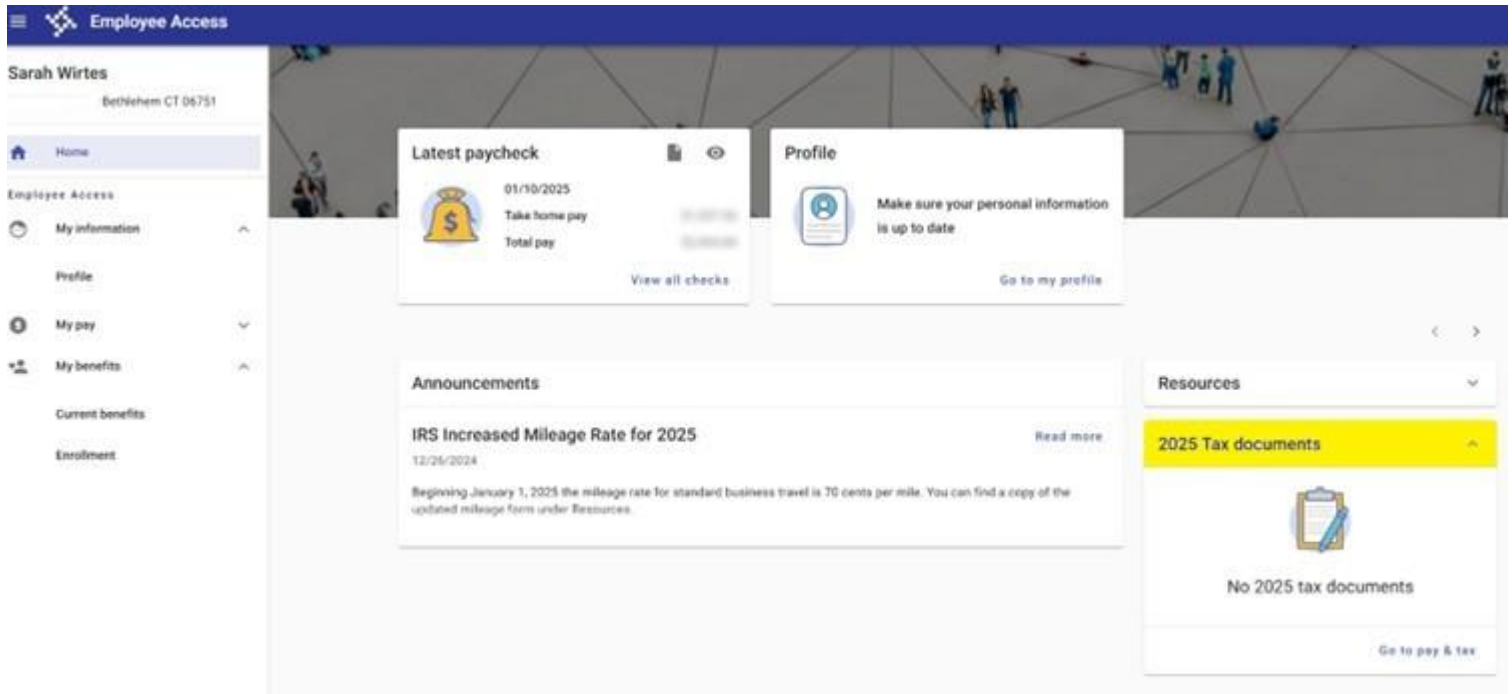 Employee Access
Sarah Wirtes
Bethlehem CT 06751
Home
Employee Access
My information
Profile
My pay
My benefits
Current benefits
Enrollment
Latest paycheck
01/10/2025
Take home pay
Total pay
View all checks
Profile
Make sure your personal information
is up to date
Go to my profile
Announcements
IRS Increased Mileage Rate for 2025
Read more
12/26/2024
Beginning January 1, 2025 the mileage rate for standard business travel is 70 cents per mile. You can find a copy of the
updated mileage form under Resources.
Resources
2025 Tax documents
$
No 2025 tax documents
Go to pay & tax